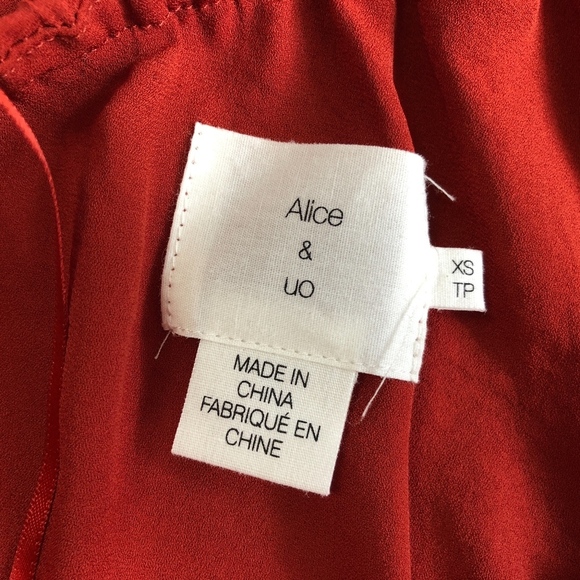 Alice
&
UO
XS
TP
MADE IN
CHINA
FABRIQUÉ EN
CHINE